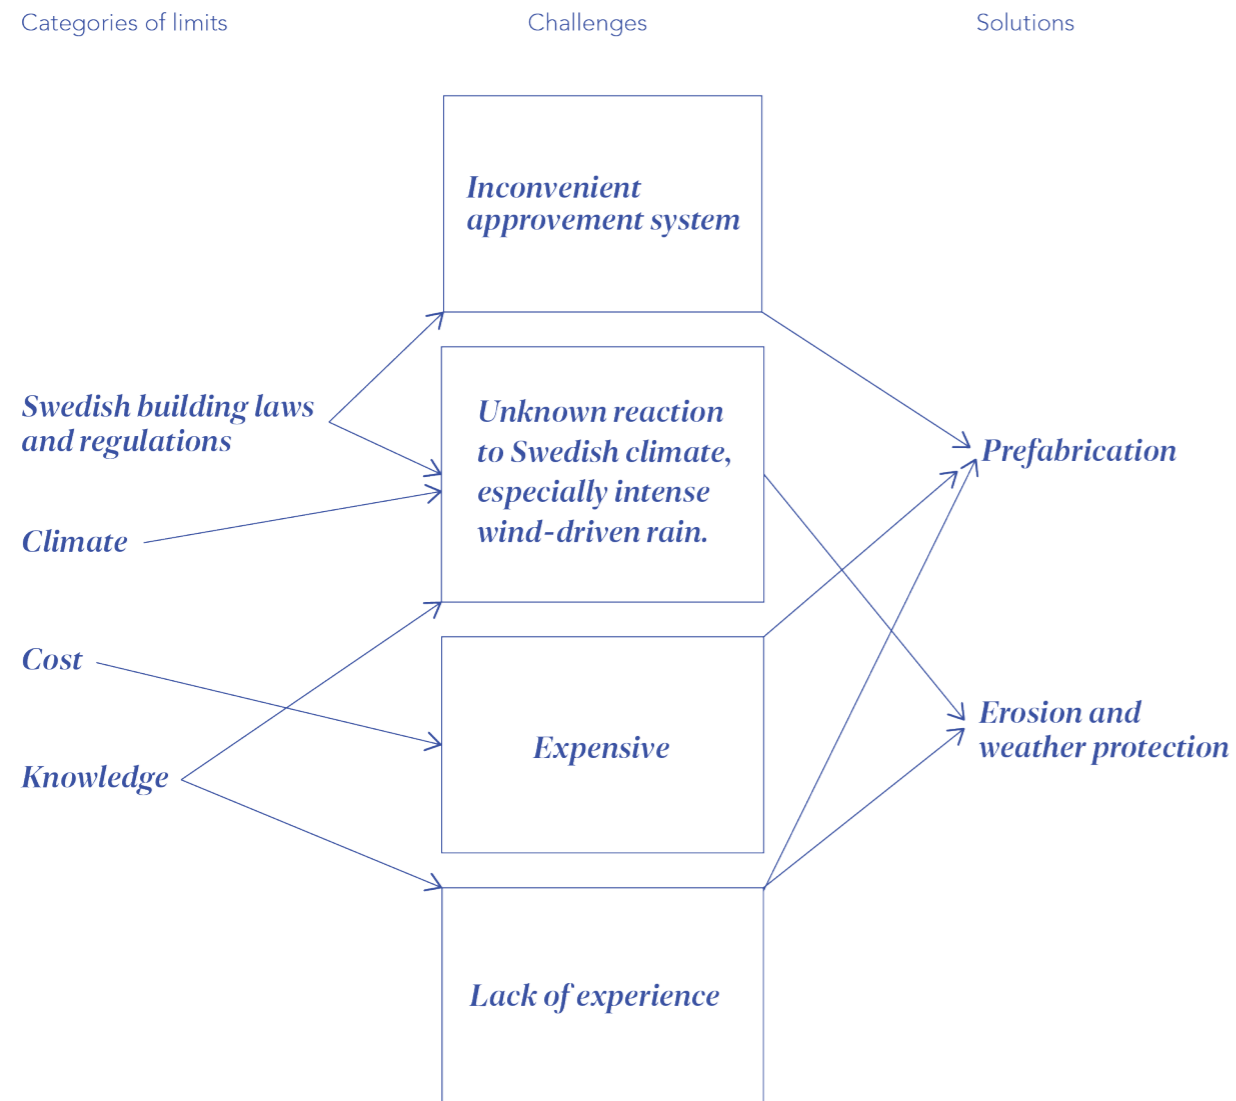 Categories of limits
Challenges
Solutions
Inconvenient
approvement system
Swedish building laws
and regulations
Climate
Cost
Knowledge
Unknown reaction
to Swedish climate,
especially intense
wind-driven rain.
Expensive
Lack of experience
Prefabrication
Erosion and
weather protection